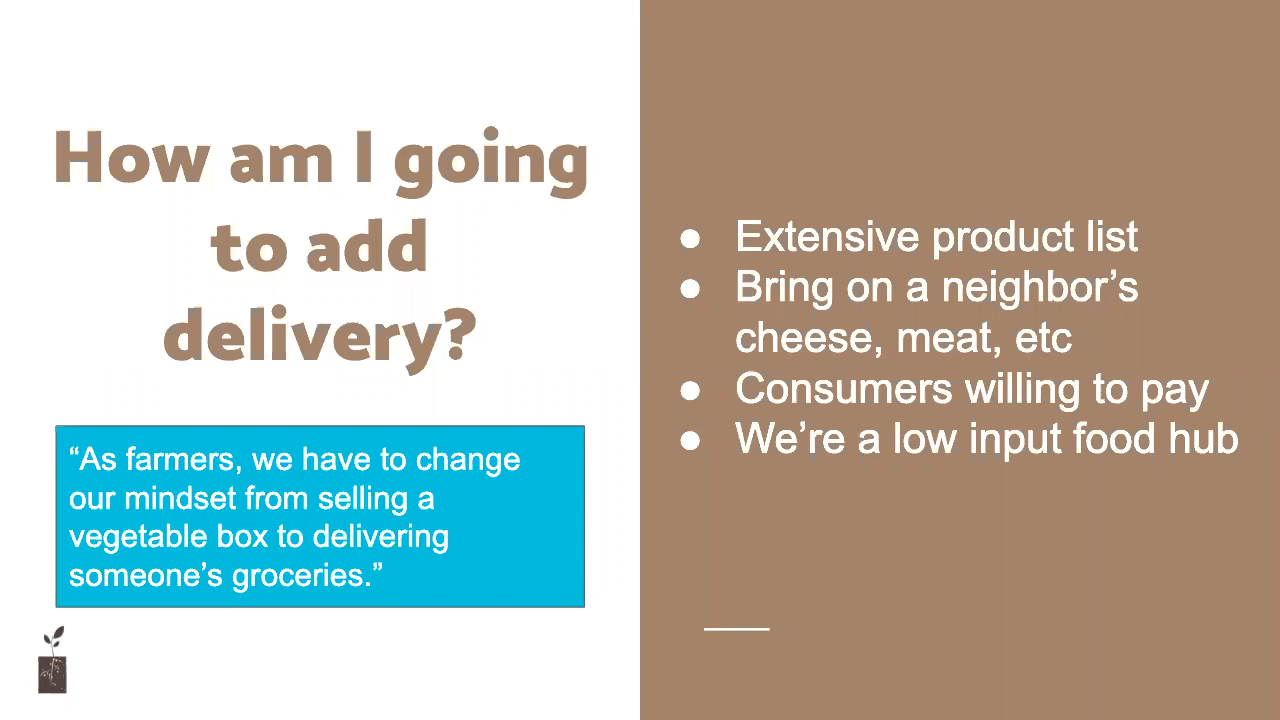 How am I going
to add
delivery?
“As farmers, we have to change
our mindset from selling a
vegetable box to delivering
someone’s groceries.”
● Extensive product list
● Bring on a neighbor’s
cheese, meat, etc
● Consumers willing to pay
● We’re a low input food hub